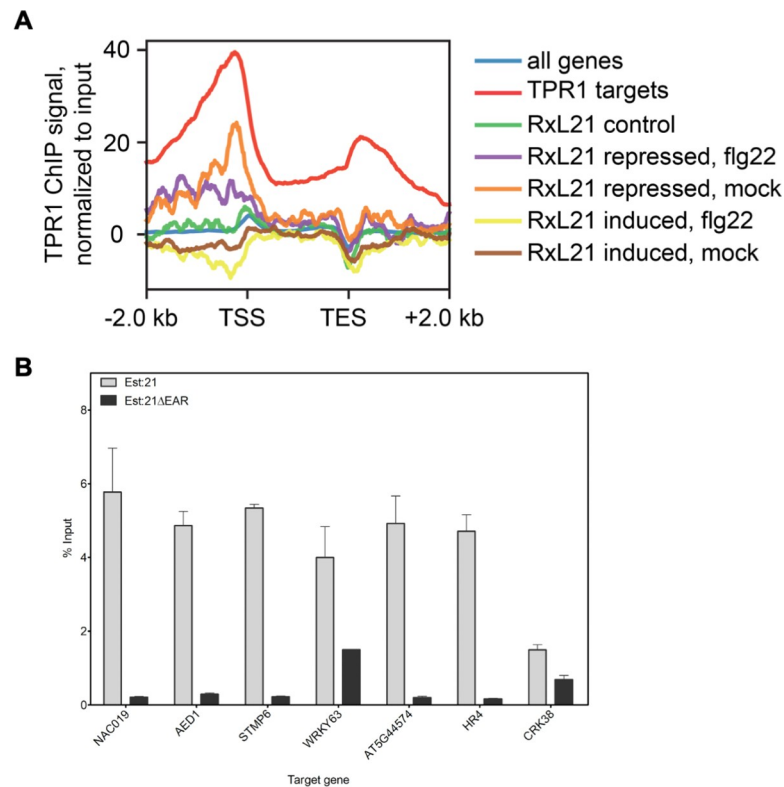 A
TPR1 ChIP signal,
normalized to input
40
20
0
-2.0 kb
TSS
TES
+2.0 kb
all genes
TPR1 targets
RxL21 control
RxL21 repressed, flg22
RxL21 repressed, mock
RxL21 induced, flg22
RxL21 induced, mock
B
Est:21
Est:21ΔEAR
% Input
8
6
4
2
0
NAC019
AED1
STMP6
WRKY63
AT5G44574
HR4
CRK38
Target gene